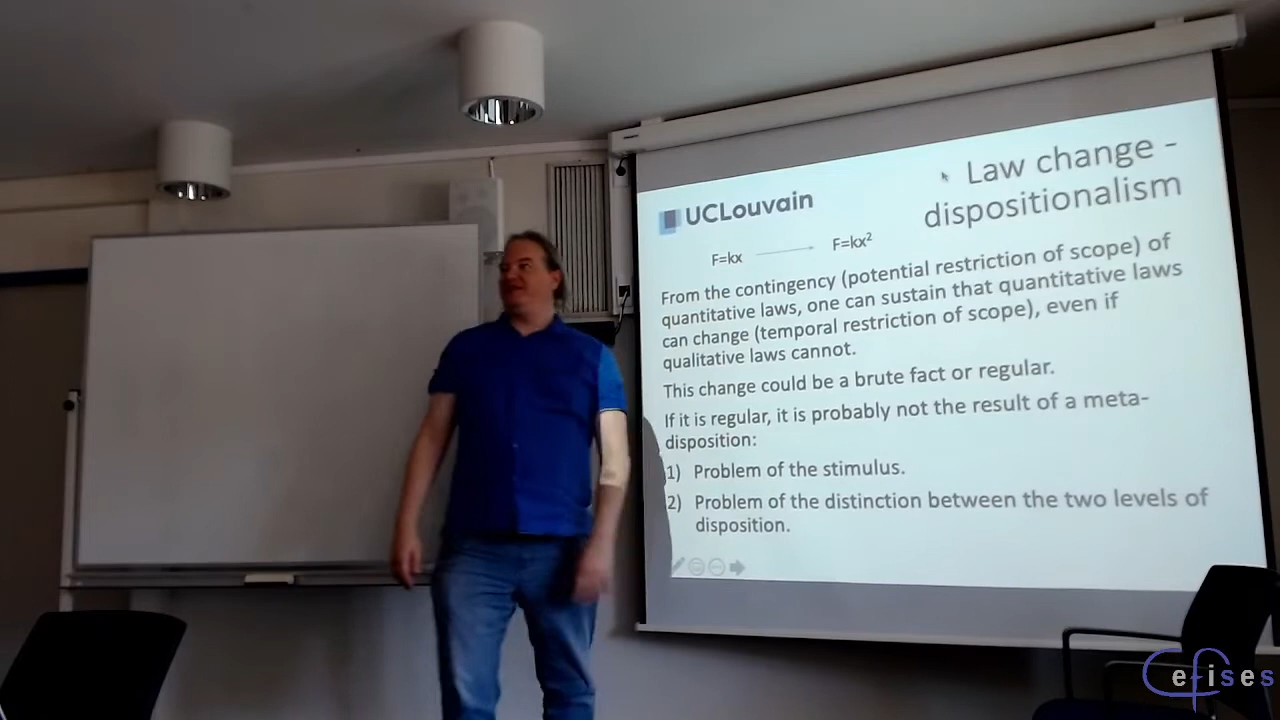 Law change -
dispositionalism
UCLouvain
F=kx
F=kx²
From the contingency (potential restriction of scope) of
quantitative laws, one can sustain that quantitative laws
can change (temporal restriction of scope), even if
qualitative laws cannot.
This change could be a brute fact or regular.
If it is regular, it is probably not the result of a meta-
disposition:
1) Problem of the stimulus.
2) Problem of the distinction between the two levels of
disposition.
Cefises